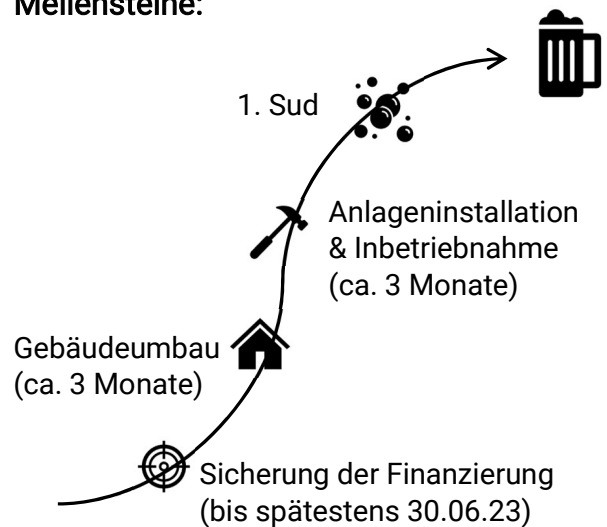 Meilensteine:
1. Sud
Anlageninstallation
& Inbetriebnahme
(ca. 3 Monate)
Gebäudeumbau
(ca. 3 Monate)
Sicherung der Finanzierung
(bis spätestens 30.06.23)